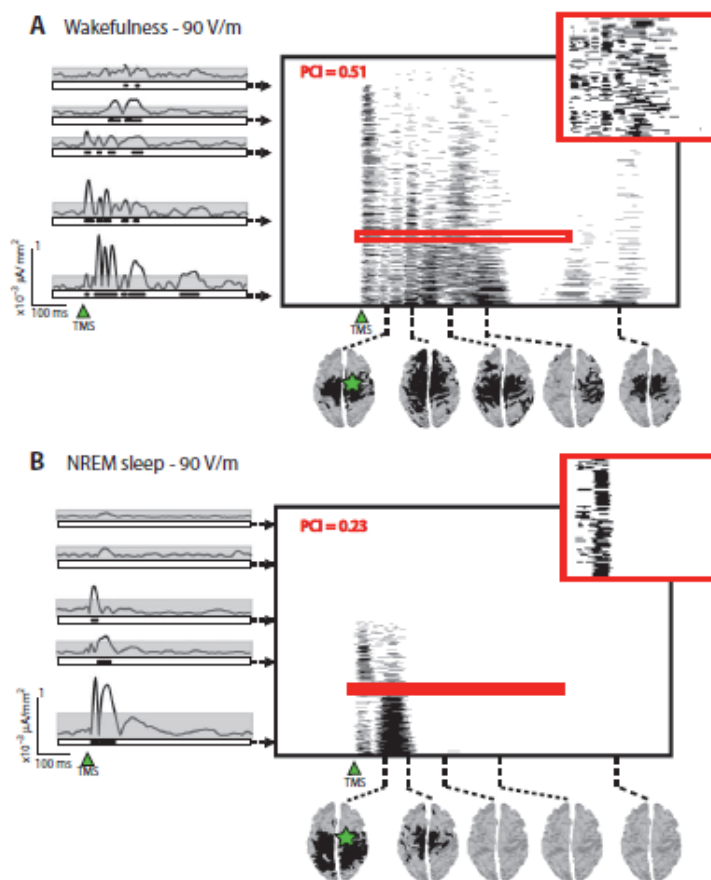 A Wakefulness - 90 V/m
PCI = 0.51
1
x10⁻³ µA/ mm²
100 ms
TMS
TMS
B NREM sleep - 90 V/m
PCI = 0.23
1
x10⁻³ µA/mm²
100 ms
TMS
TMS